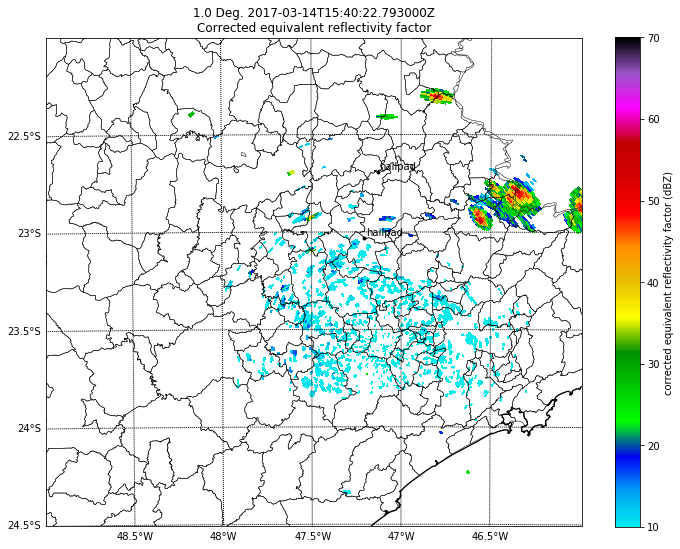 1.0 Deg. 2017-03-14T15:40:22.793000Z
Corrected equivalent reflectivity factor
22.5°S
23°S
23.5°S
24°S
24.5°S
hailpad
hailpad
48.5°W
48°W
47.5°W
47°W
46.5°W
70
60
50
40
30
20
10
corrected equivalent reflectivity factor (dBZ)